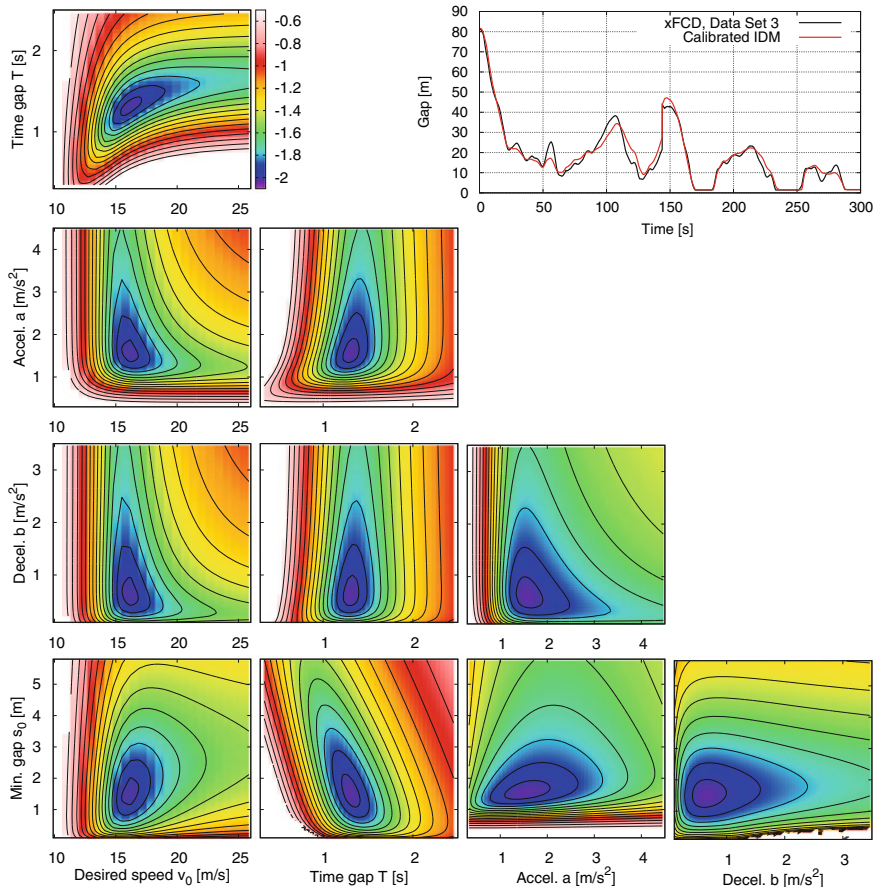 Time gap T [s]
2
1
10 15 20 25
-0.5
-0.6
-0.8
-1
-1.2
-1.4
-1.6
-1.8
-2
xFCD, Data Set 3
Calibrated IDM
Gap [m]
90
80
70
60
50
40
30
20
10
0
0 50 100 150 200 250 300
Time [s]
Accel. a [m/s²]
4
3
2
1
10 15 20 25
1 2
Decel. b [m/s²]
3
2
1
10 15 20 25
1 2
1 2 3 4
Min. gap s₀ [m]
5
4
3
2
1
10 15 20 25
Desired speed v₀ [m/s]
1 2
Time gap T [s]
1 2 3 4
Accel. a [m/s²]
1 2 3
Decel. b [m/s²]